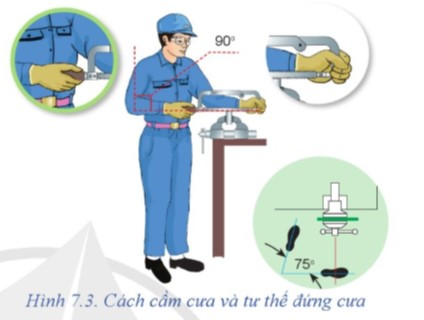 90°
75°
Hình 7.3. Cách cầm cưa và tư thế đứng cưa